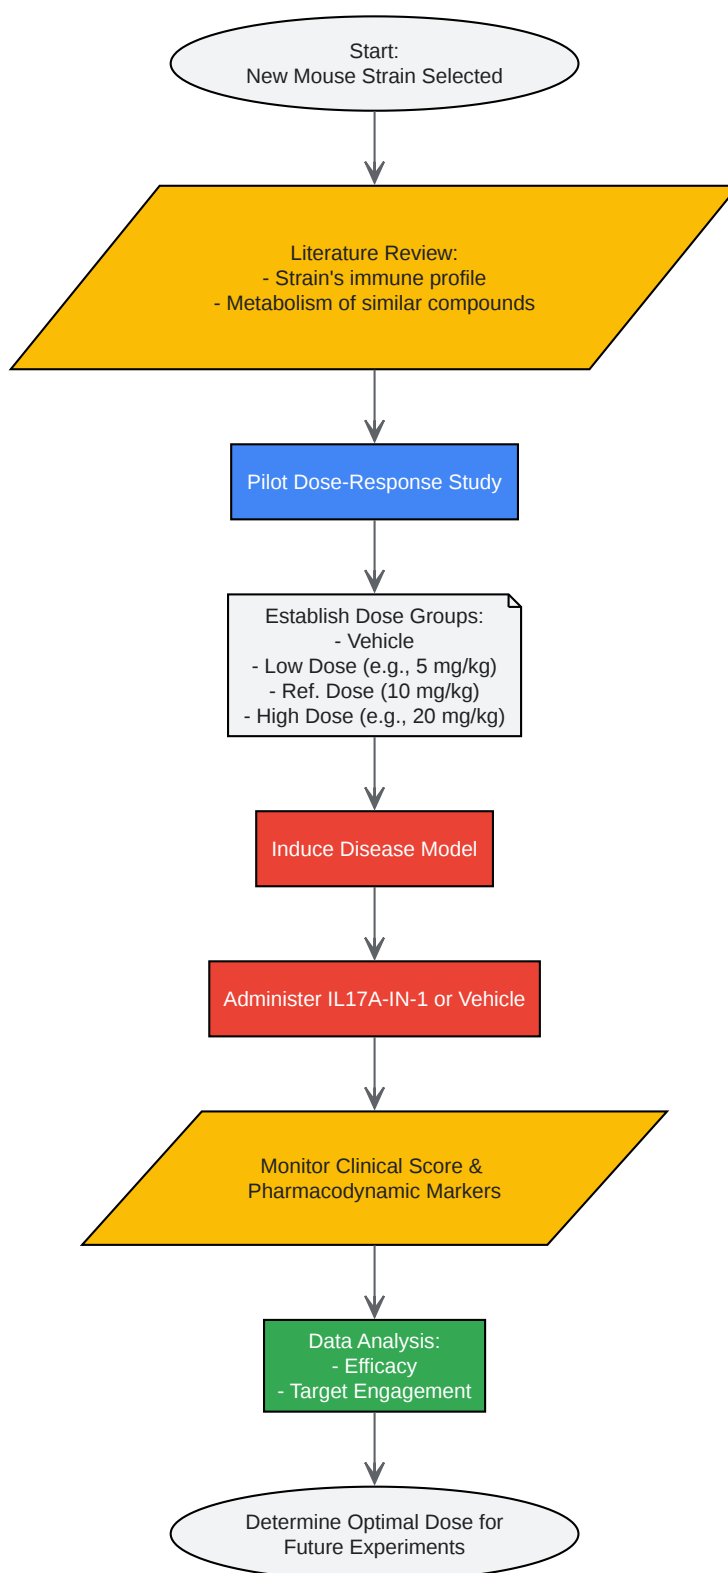 Start:
New Mouse Strain Selected
Literature Review:
- Strain's immune profile
- Metabolism of similar compounds
Pilot Dose-Response Study
Establish Dose Groups:
- Vehicle
- Low Dose (e.g., 5 mg/kg)
- Ref. Dose (10 mg/kg)
- High Dose (e.g., 20 mg/kg)
Induce Disease Model
Administer IL17A-IN-1 or Vehicle
Monitor Clinical Score &
Pharmacodynamic Markers
Data Analysis:
- Efficacy
- Target Engagement
Determine Optimal Dose for
Future Experiments